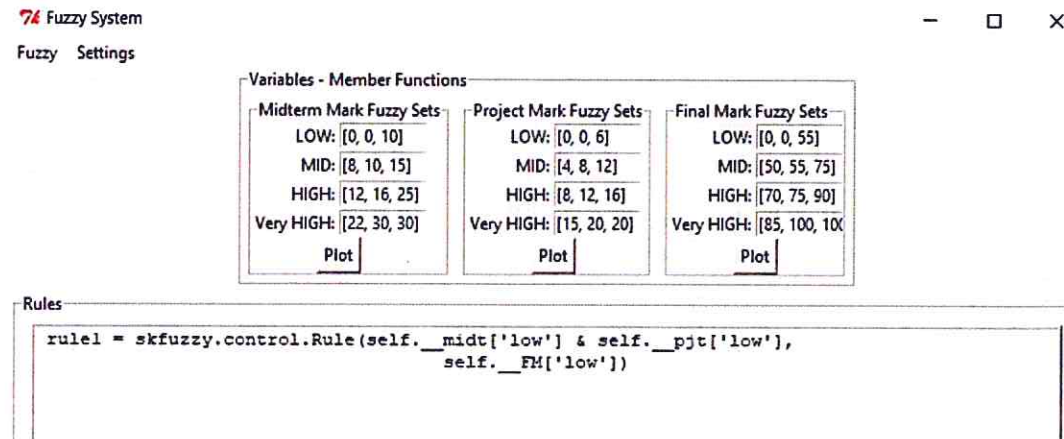 Fuzzy System
Fuzzy Settings
Variables - Member Functions
Midterm Mark Fuzzy Sets
LOW: [0, 0, 10]
MID: [8, 10, 15]
HIGH: [12, 16, 25]
Very HIGH: [22, 30, 30]
Plot
Project Mark Fuzzy Sets
LOW: [0, 0, 6]
MID: [4, 8, 12]
HIGH: [8, 12, 16]
Very HIGH: [15, 20, 20]
Plot
Final Mark Fuzzy Sets
LOW: [0, 0, 55]
MID: [50, 55, 75]
HIGH: [70, 75, 90]
Very HIGH: [85, 100, 100
Plot
Rules
rule1 = skfuzzy.control.Rule(self.__midt['low'] & self.__pjt['low'],
self.__FM['low'])